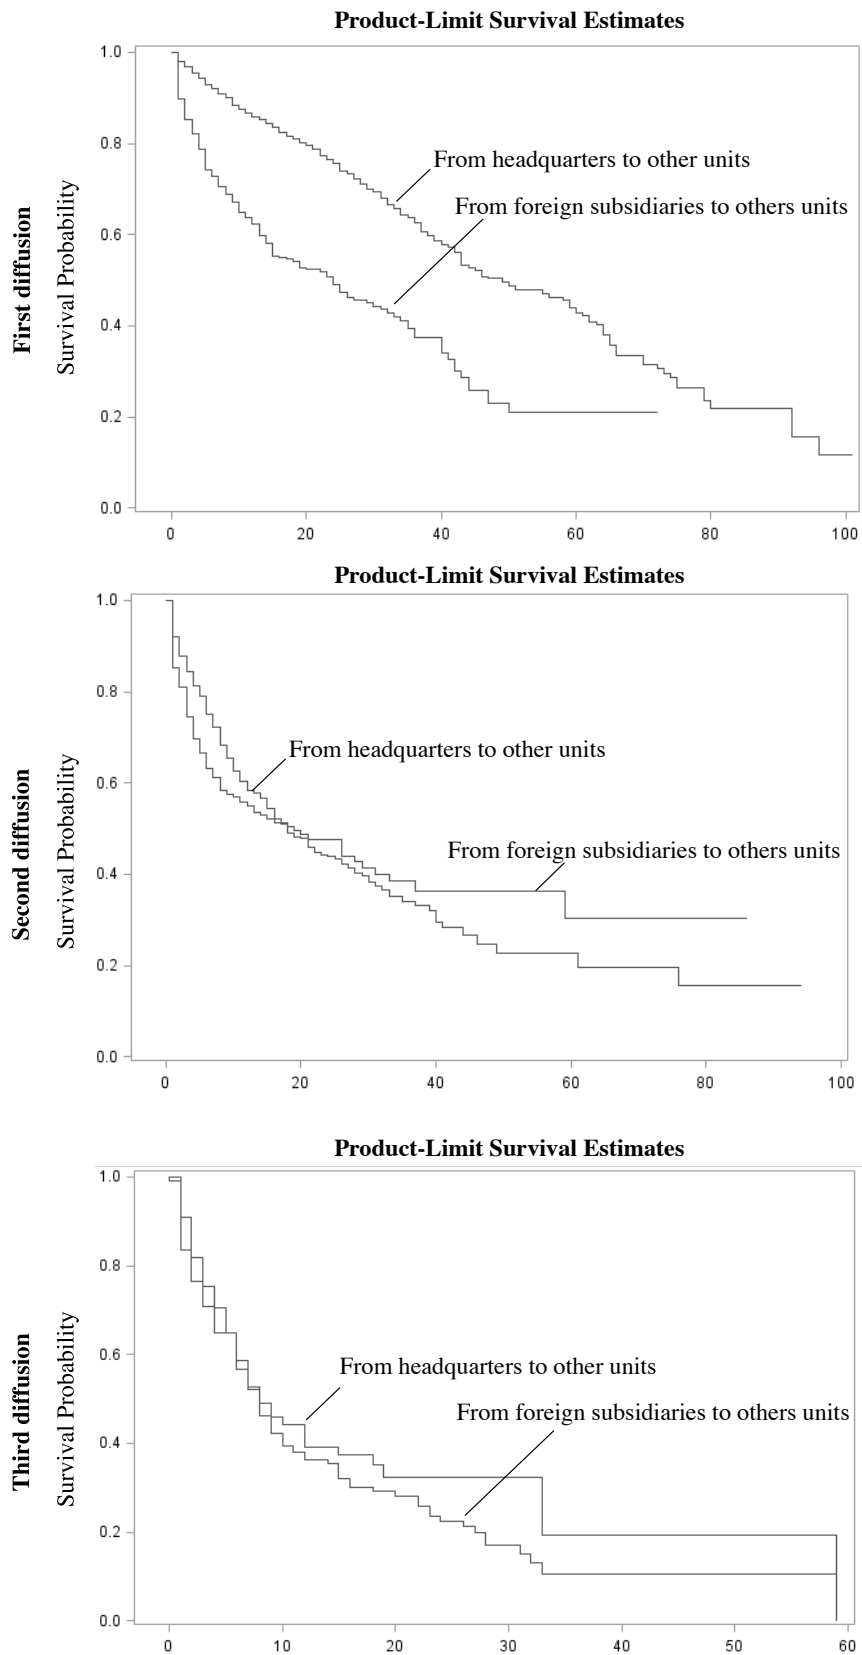 Product-Limit Survival Estimates
First diffusion
Survival Probability
1.0
0.8
0.6
0.4
0.2
0.0
From headquarters to other units
From foreign subsidiaries to others units
0 20 40 60 80 100
Product-Limit Survival Estimates
Second diffusion
Survival Probability
1.0
0.8
0.6
0.4
0.2
0.0
From headquarters to other units
From foreign subsidiaries to others units
0 20 40 60 80 100
Product-Limit Survival Estimates
Third diffusion
Survival Probability
1.0
0.8
0.6
0.4
0.2
0.0
From headquarters to other units
From foreign subsidiaries to others units
0 10 20 30 40 50 60